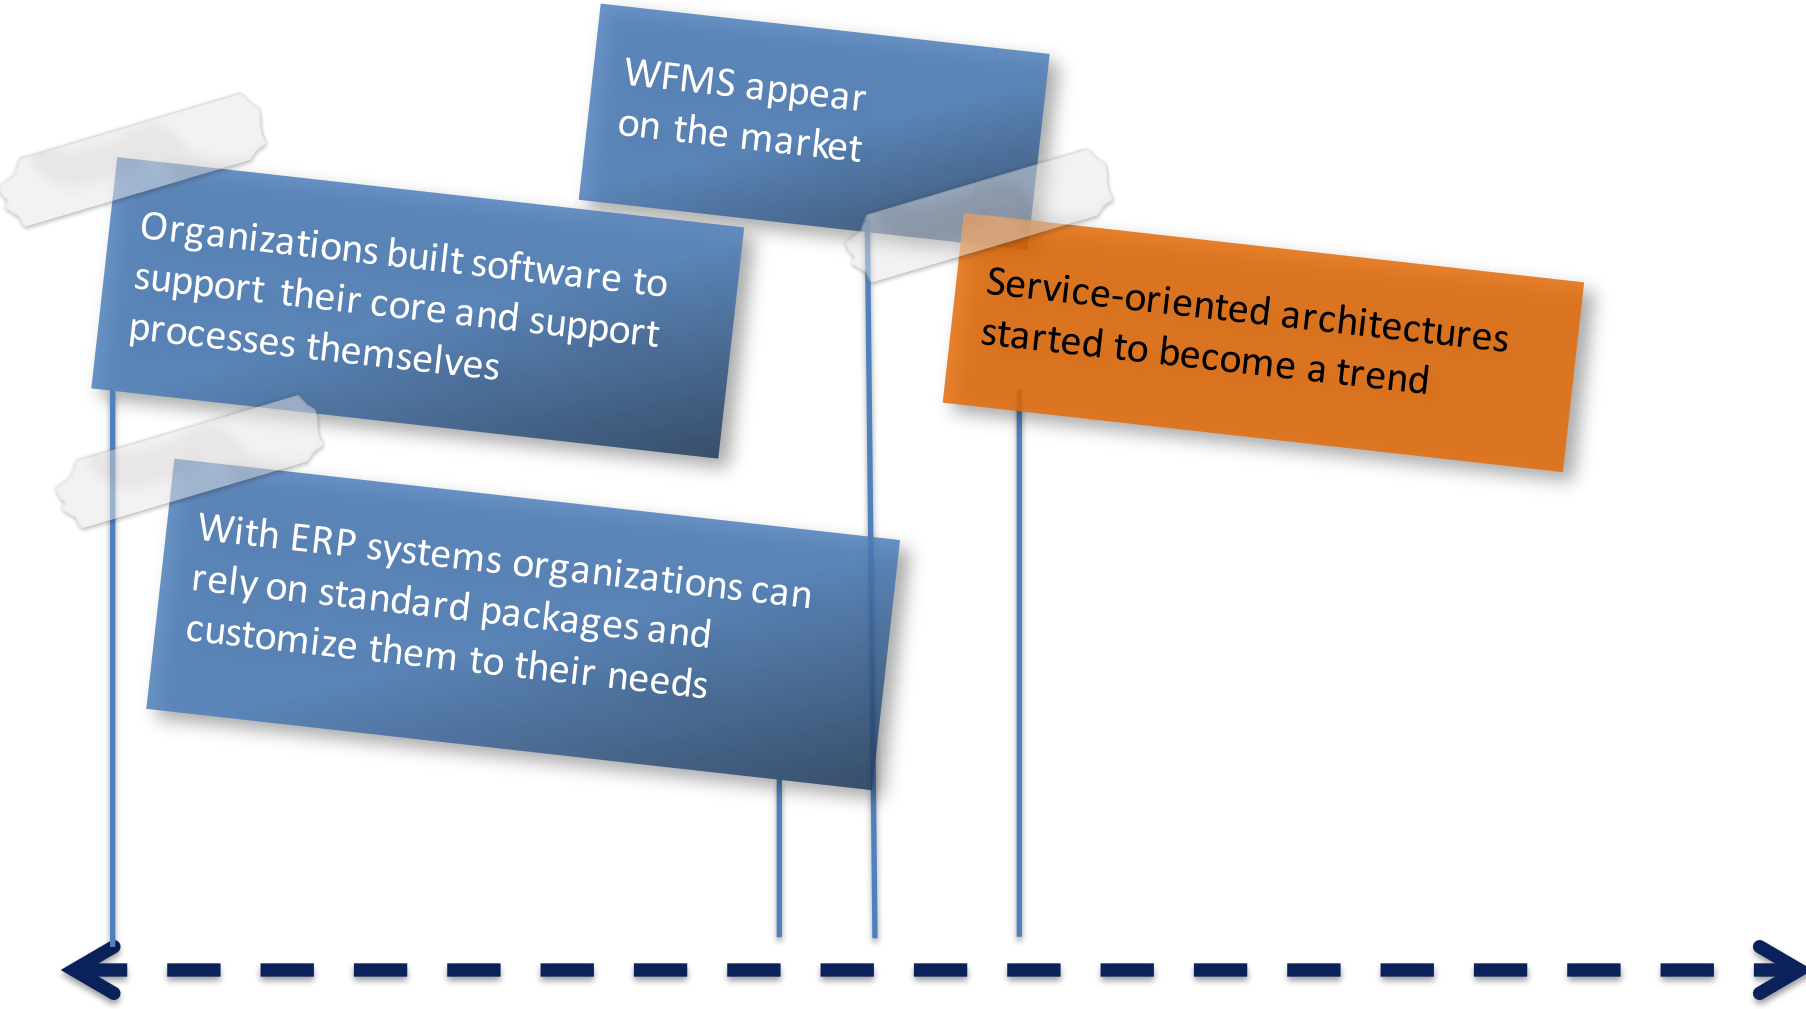 WFMS appear
on the market
Organizations built software to
support their core and support
processes themselves
Service-oriented architectures
started to become a trend
With ERP systems organizations can
rely on standard packages and
customize them to their needs